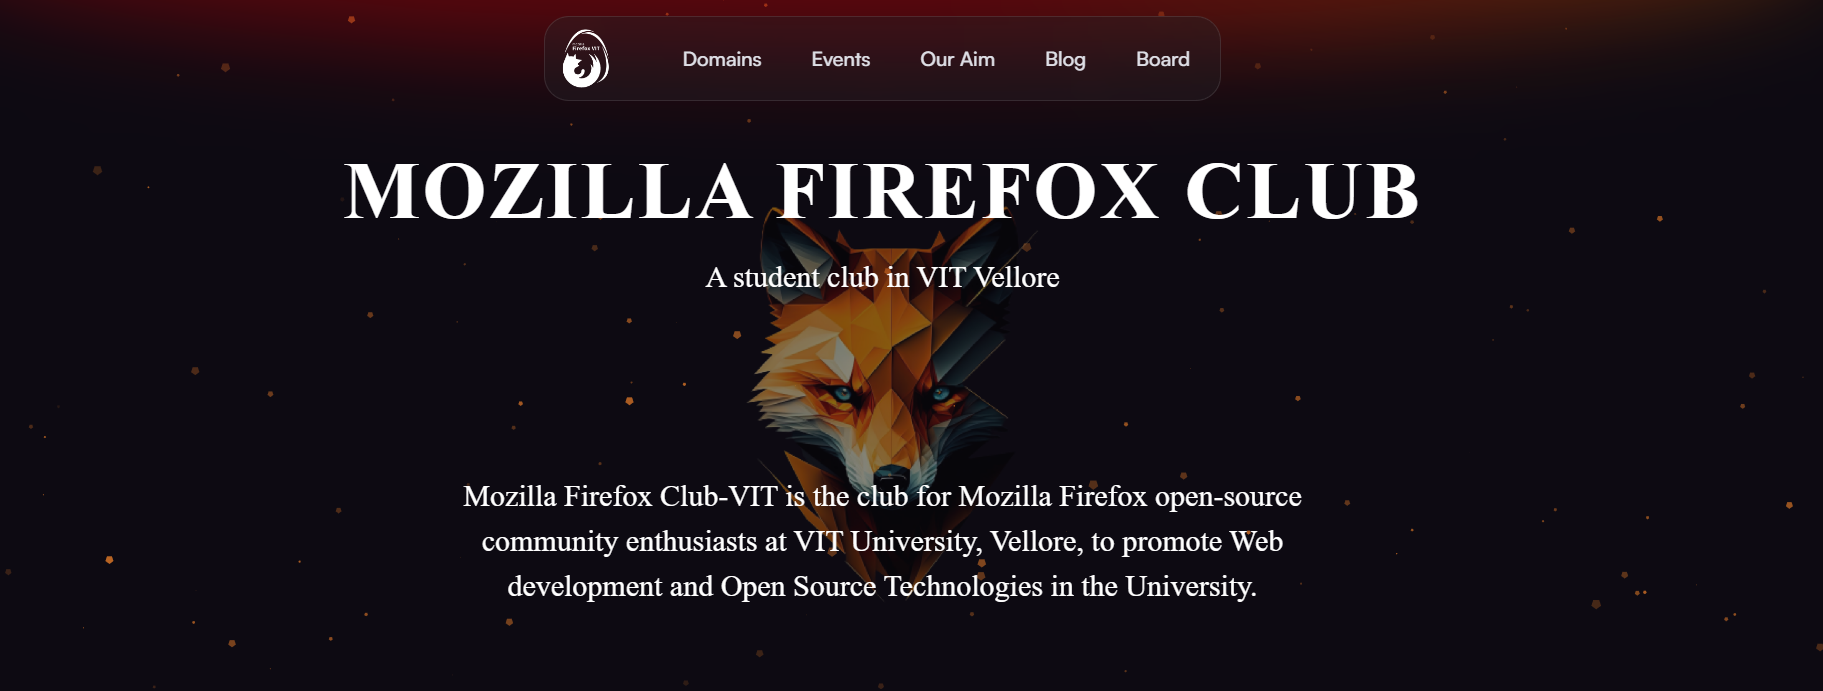 Firefox VIT
Domains Events Our Aim Blog Board
MOZILLA FIREFOX CLUB
A student club in VIT Vellore
Mozilla Firefox Club-VIT is the club for Mozilla Firefox open-source
community enthusiasts at VIT University, Vellore, to promote Web
development and Open Source Technologies in the University.